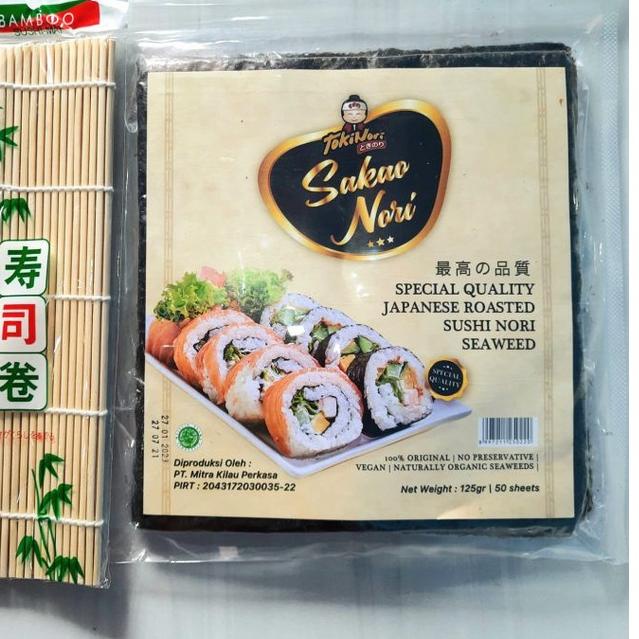 BAMBOO
寿
司
卷
TokiNori
ときのり
Sakao
Nori
最高の品質
SPECIAL QUALITY
JAPANESE ROASTED
SUSHI NORI
SEAWEED
SPECIAL
QUALITY
27 01 2023
27 07 21
Diproduksi Oleh :
PT. Mitra Kilau Perkasa
PIRT : 2043172030035-22
100% ORIGINAL | NO PRESERVATIVE |
VEGAN | NATURALLY ORGANIC SEAWEEDS |
Net Weight : 125gr | 50 sheets